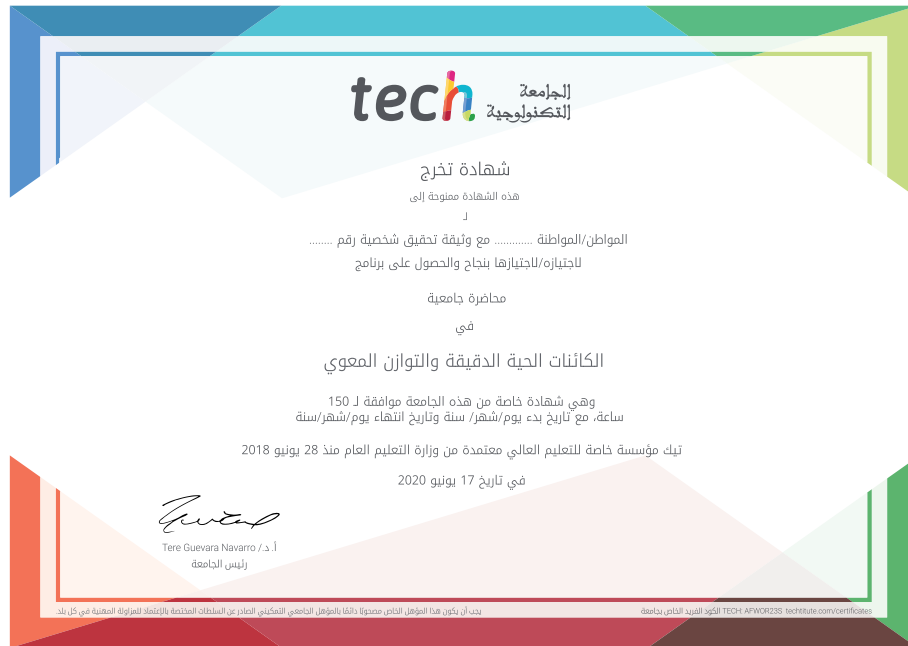 tech الجامعة
التكنولوجية
شهادة تخرج
هذه الشهادة ممنوحة إلى
لـ
المواطن/المواطنة ............. مع وثيقة تحقيق شخصية رقم ........
لاجتيازه/لاجتيازها بنجاح والحصول على برنامج
محاضرة جامعية
في
الكائنات الحية الدقيقة والتوازن المعوي
وهي شهادة خاصة من هذه الجامعة موافقة لـ 150
ساعة، مع تاريخ بدء يوم/شهر/ سنة وتاريخ انتهاء يوم/شهر/سنة
تيك مؤسسة خاصة للتعليم العالي معتمدة من وزارة التعليم العام منذ 28 يونيو 2018
في تاريخ 17 يونيو 2020
أ. د./ Tere Guevara Navarro
رئيس الجامعة
يجب أن يكون هذا المؤهل الخاص مصحوبًا دائمًا بالمؤهل الجامعي التمكيني الصادر عن السلطات المختصة بالإعتماد للمزاولة المهنية في كل بلد.
الكود الفريد الخاص بجامعة TECH: AFWOR23S techtitute.com/certificates